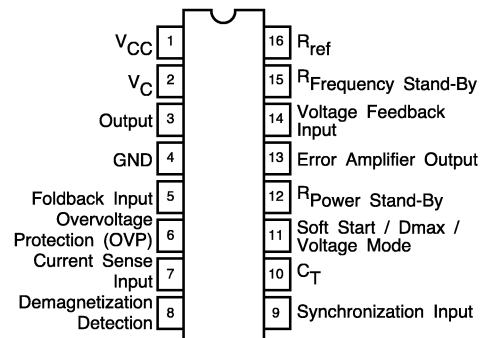 VCC 1
VC 2
Output 3
GND 4
Foldback Input 5
Overvoltage
Protection (OVP) 6
Current Sense
Input 7
Demagnetization
Detection 8
16 Rref
15 RFrequency Stand-By
14 Voltage Feedback
Input
13 Error Amplifier Output
12 RPower Stand-By
11 Soft Start / Dmax /
Voltage Mode
10 CT
9 Synchronization Input